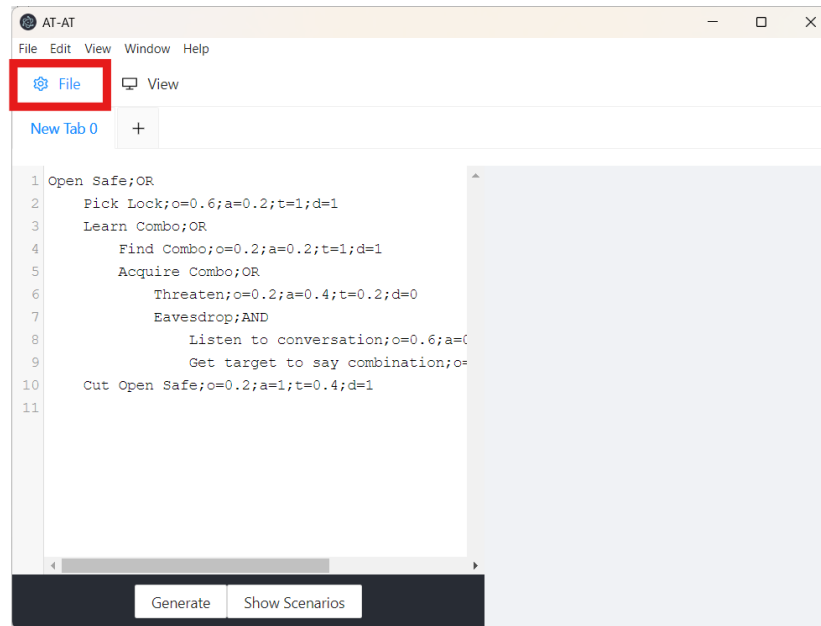 AT-AT
File Edit View Window Help
File View
New Tab 0 +
1 Open Safe;OR
2 Pick Lock;o=0.6;a=0.2;t=1;d=1
3 Learn Combo;OR
4 Find Combo;o=0.2;a=0.2;t=1;d=1
5 Acquire Combo;OR
6 Threaten;o=0.2;a=0.4;t=0.2;d=0
7 Eavesdrop;AND
8 Listen to conversation;o=0.6;a=
9 Get target to say combination;o=
10 Cut Open Safe;o=0.2;a=1;t=0.4;d=1
11
Generate Show Scenarios